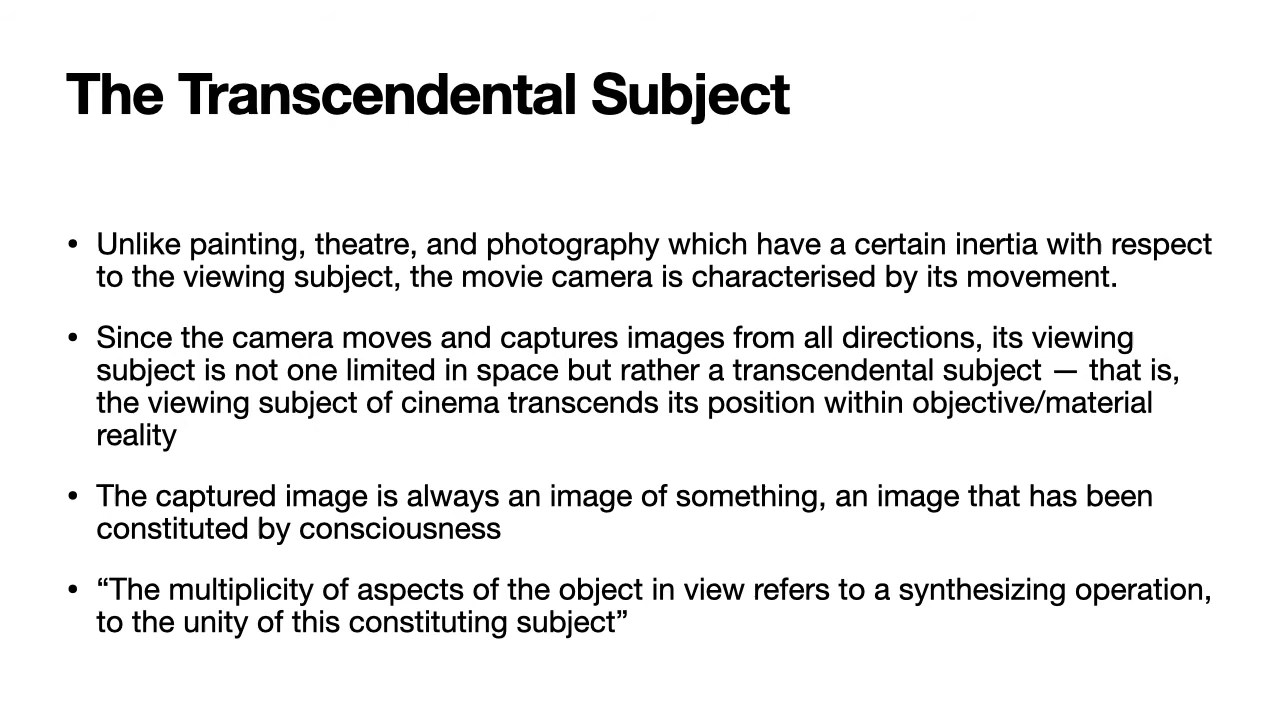 The Transcendental Subject
• Unlike painting, theatre, and photography which have a certain inertia with respect
to the viewing subject, the movie camera is characterised by its movement.
• Since the camera moves and captures images from all directions, its viewing
subject is not one limited in space but rather a transcendental subject — that is,
the viewing subject of cinema transcends its position within objective/material
reality
• The captured image is always an image of something, an image that has been
constituted by consciousness
• “The multiplicity of aspects of the object in view refers to a synthesizing operation,
to the unity of this constituting subject”